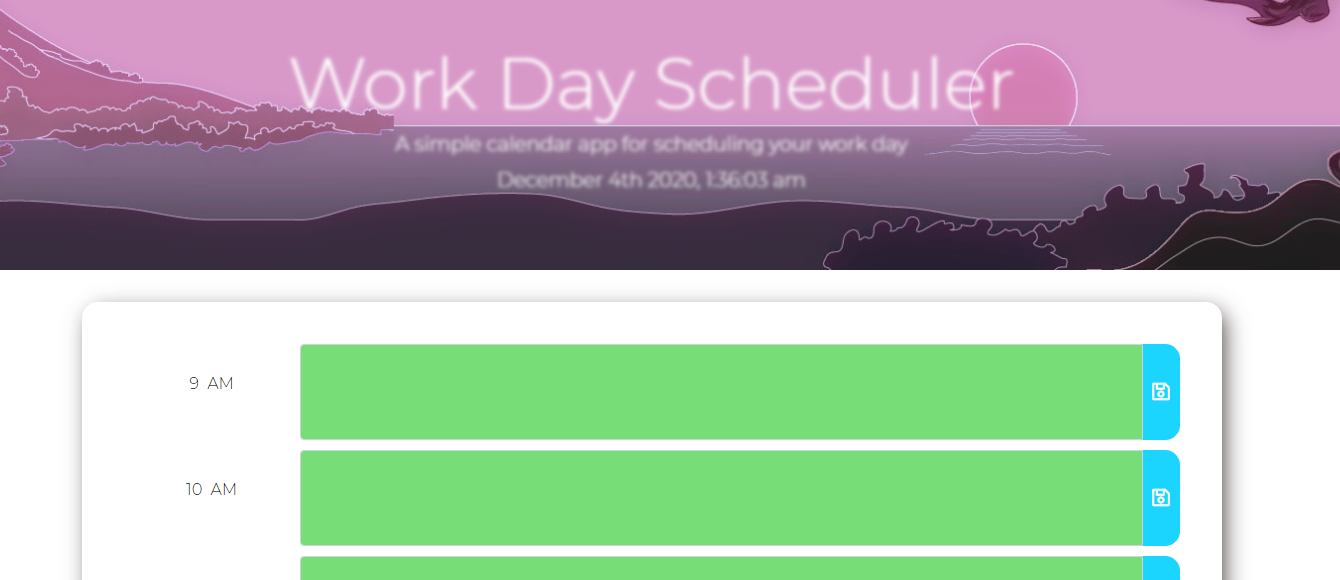 Work Day Scheduler
A simple calendar app for scheduling your work day
December 4th 2020, 1:36:03 am
9 AM
10 AM